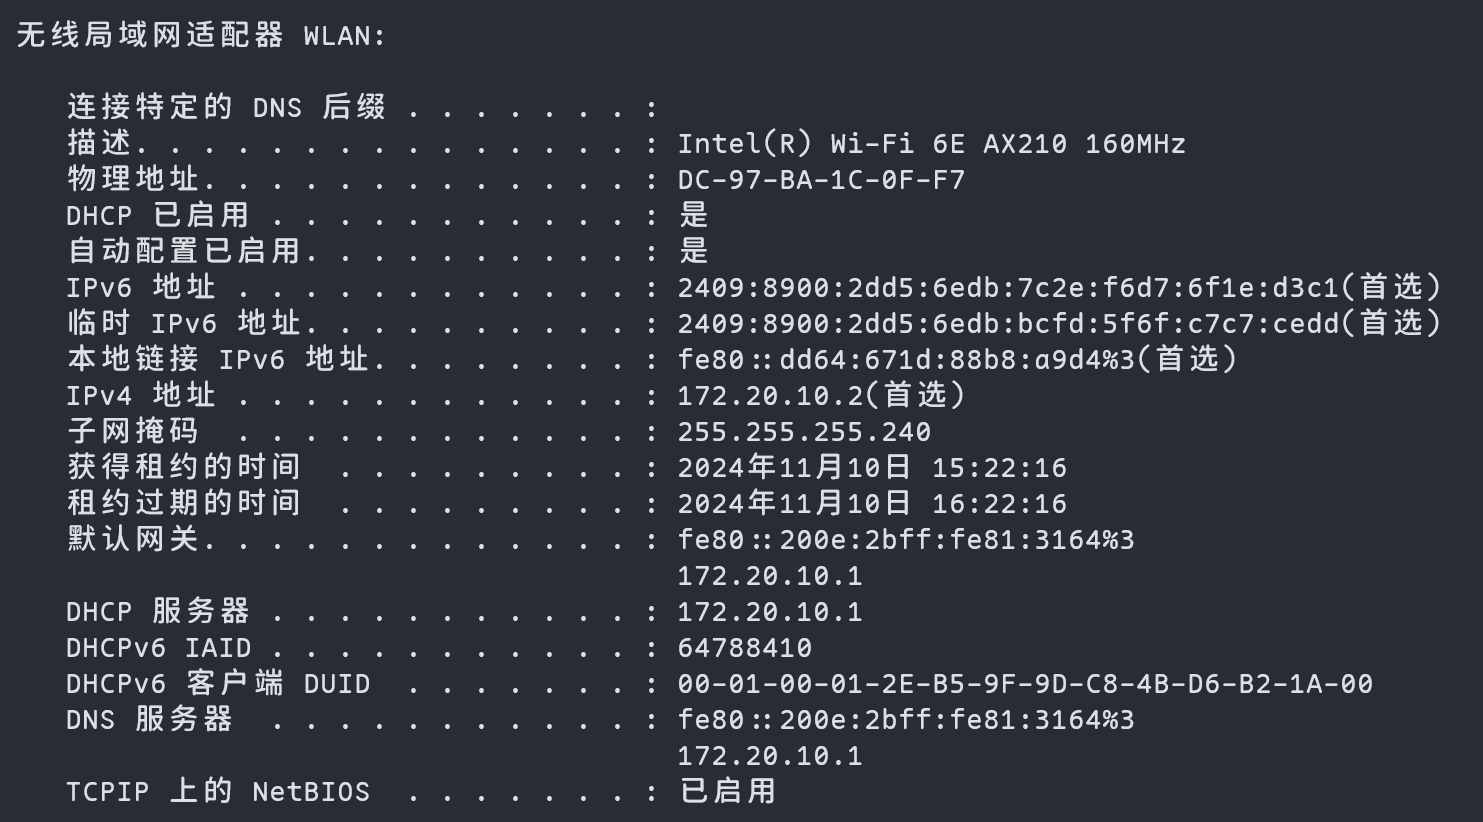 无线局域网适配器 WLAN:
连接特定的 DNS 后缀 . . . . . . . :
描述. . . . . . . . . . . . . . . : Intel(R) Wi-Fi 6E AX210 160MHz
物理地址. . . . . . . . . . . . . : DC-97-BA-1C-0F-F7
DHCP 已启用 . . . . . . . . . . . : 是
自动配置已启用. . . . . . . . . . : 是
IPv6 地址 . . . . . . . . . . . . : 2409:8900:2dd5:6edb:7c2e:f6d7:6f1e:d3c1(首选)
临时 IPv6 地址. . . . . . . . . . : 2409:8900:2dd5:6edb:bcfd:5f6f:c7c7:cedd(首选)
本地链接 IPv6 地址. . . . . . . . : fe80::dd64:671d:88b8:a9d4%3(首选)
IPv4 地址 . . . . . . . . . . . . : 172.20.10.2(首选)
子网掩码  . . . . . . . . . . . . : 255.255.255.240
获得租约的时间  . . . . . . . . . : 2024年11月10日 15:22:16
租约过期的时间  . . . . . . . . . : 2024年11月10日 16:22:16
默认网关. . . . . . . . . . . . . : fe80::200e:2bff:fe81:3164%3
172.20.10.1
DHCP 服务器 . . . . . . . . . . . : 172.20.10.1
DHCPv6 IAID . . . . . . . . . . . : 64788410
DHCPv6 客户端 DUID  . . . . . . . : 00-01-00-01-2E-B5-9F-9D-C8-4B-D6-B2-1A-00
DNS 服务器  . . . . . . . . . . . : fe80::200e:2bff:fe81:3164%3
172.20.10.1
TCPIP 上的 NetBIOS  . . . . . . . : 已启用